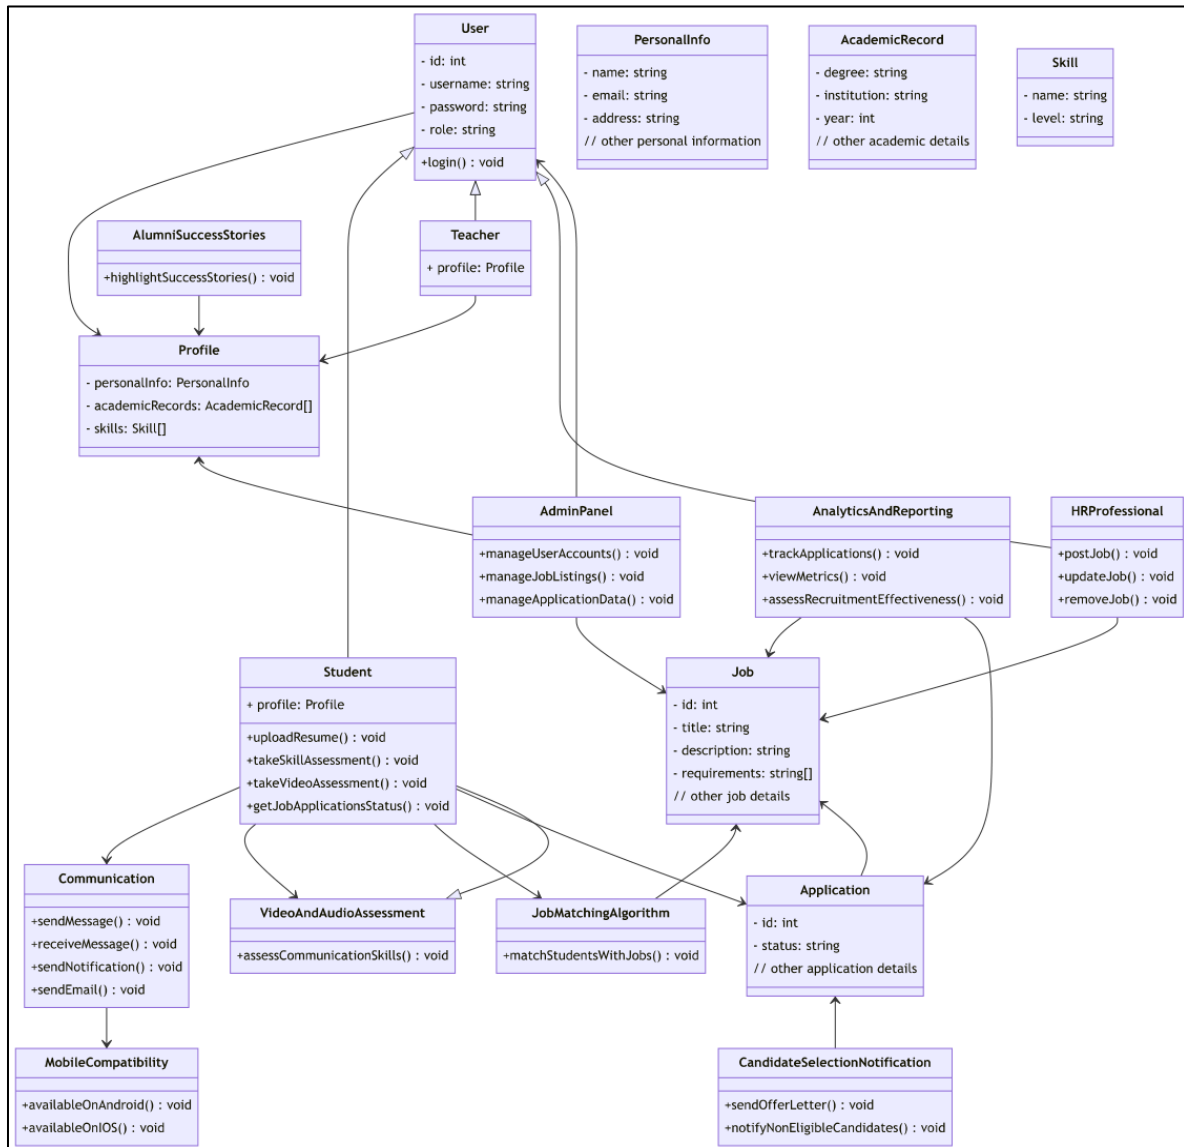 User
- id: int
- username: string
- password: string
- role: string
+login() : void
PersonalInfo
- name: string
- email: string
- address: string
// other personal information
AcademicRecord
- degree: string
- institution: string
- year: int
// other academic details
Skill
- name: string
- level: string
AlumniSuccessStories
+highlightSuccessStories() : void
Teacher
+ profile: Profile
Profile
- personalInfo: PersonalInfo
- academicRecords: AcademicRecord[]
- skills: Skill[]
AdminPanel
+manageUserAccounts() : void
+manageJobListings() : void
+manageApplicationData() : void
AnalyticsAndReporting
+trackApplications() : void
+viewMetrics() : void
+assessRecruitmentEffectiveness() : void
HRProfessional
+postJob() : void
+updateJob() : void
+removeJob() : void
Student
+ profile: Profile
+uploadResume() : void
+takeSkillAssessment() : void
+takeVideoAssessment() : void
+getJobApplicationsStatus() : void
Job
- id: int
- title: string
- description: string
- requirements: string[]
// other job details
Communication
+sendMessage() : void
+receiveMessage() : void
+sendNotification() : void
+sendEmail() : void
VideoAndAudioAssessment
+assessCommunicationSkills() : void
JobMatchingAlgorithm
+matchStudentsWithJobs() : void
Application
- id: int
- status: string
// other application details
MobileCompatibility
+availableOnAndroid() : void
+availableOnIOS() : void
CandidateSelectionNotification
+sendOfferLetter() : void
+notifyNonEligibleCandidates() : void